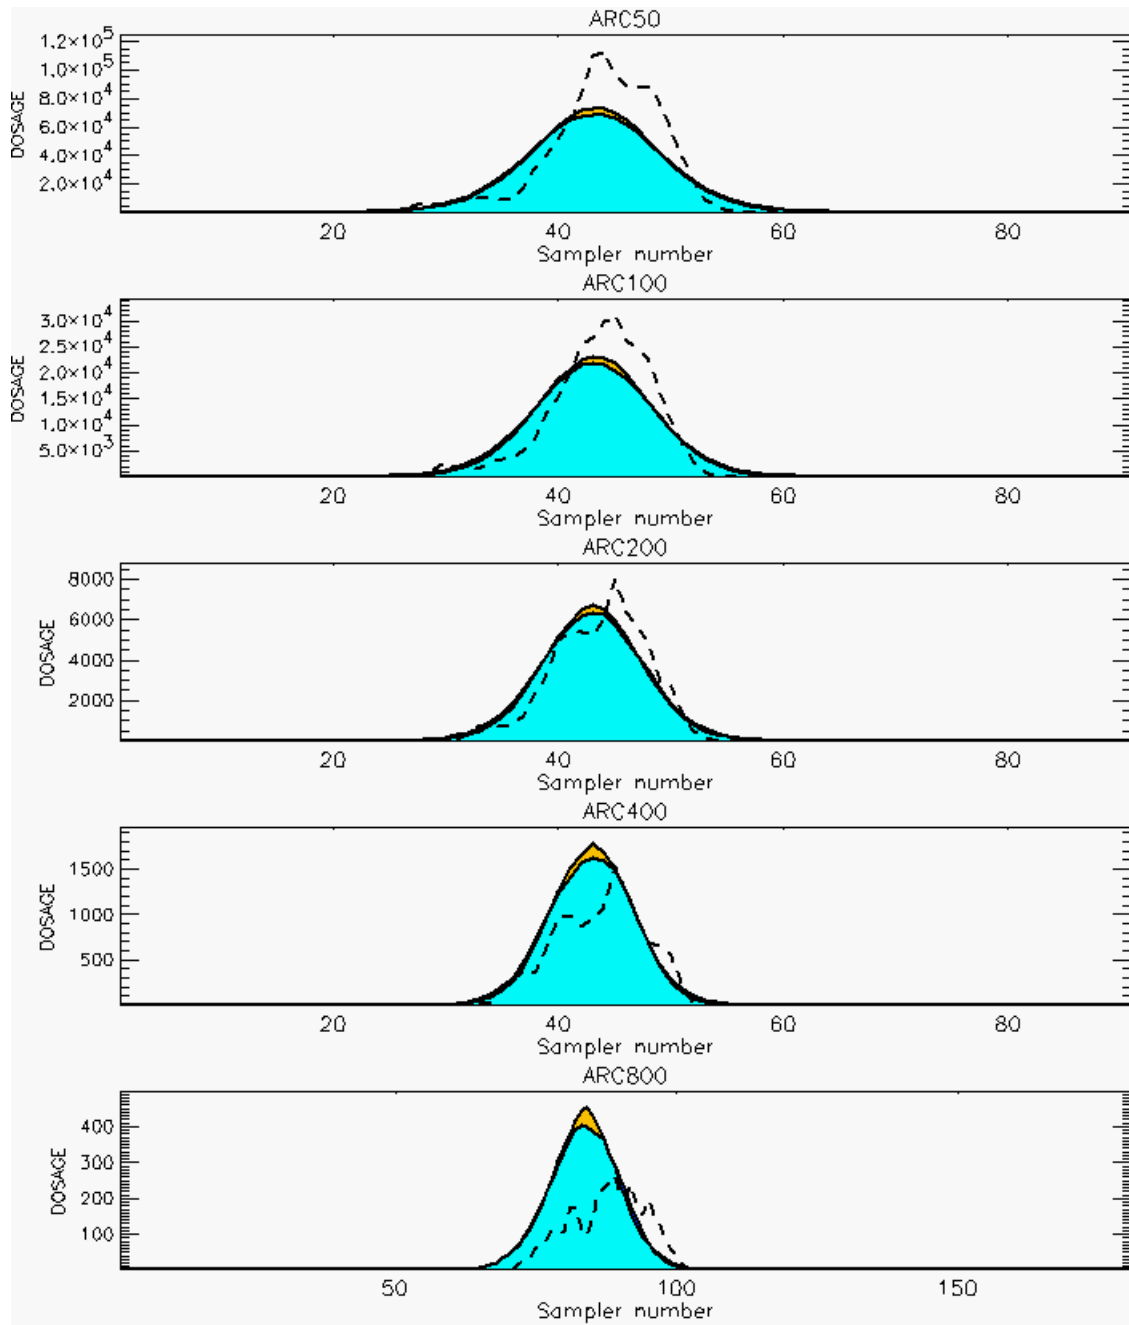 ARC50
1.2×10⁵
1.0×10⁵
8.0×10⁴
6.0×10⁴
4.0×10⁴
2.0×10⁴
DOSAGE
20 40 60 80
Sampler number
ARC100
3.0×10⁴
2.5×10⁴
2.0×10⁴
1.5×10⁴
1.0×10⁴
5.0×10³
DOSAGE
20 40 60 80
Sampler number
ARC200
8000
6000
4000
2000
DOSAGE
20 40 60 80
Sampler number
ARC400
1500
1000
500
DOSAGE
20 40 60 80
Sampler number
ARC800
400
300
200
100
DOSAGE
50 100 150
Sampler number